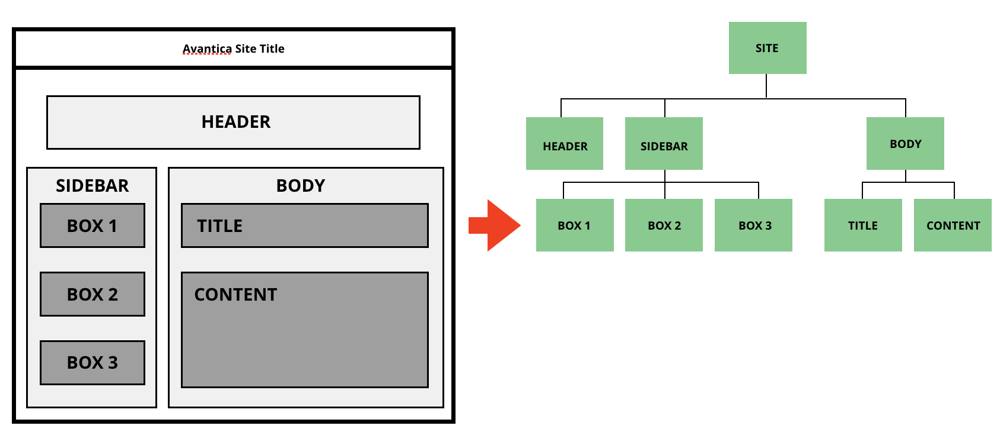 Avantica Site Title
HEADER
SIDEBAR
BOX 1
BOX 2
BOX 3
BODY
TITLE
CONTENT
SITE
HEADER
SIDEBAR
BODY
BOX 1
BOX 2
BOX 3
TITLE
CONTENT